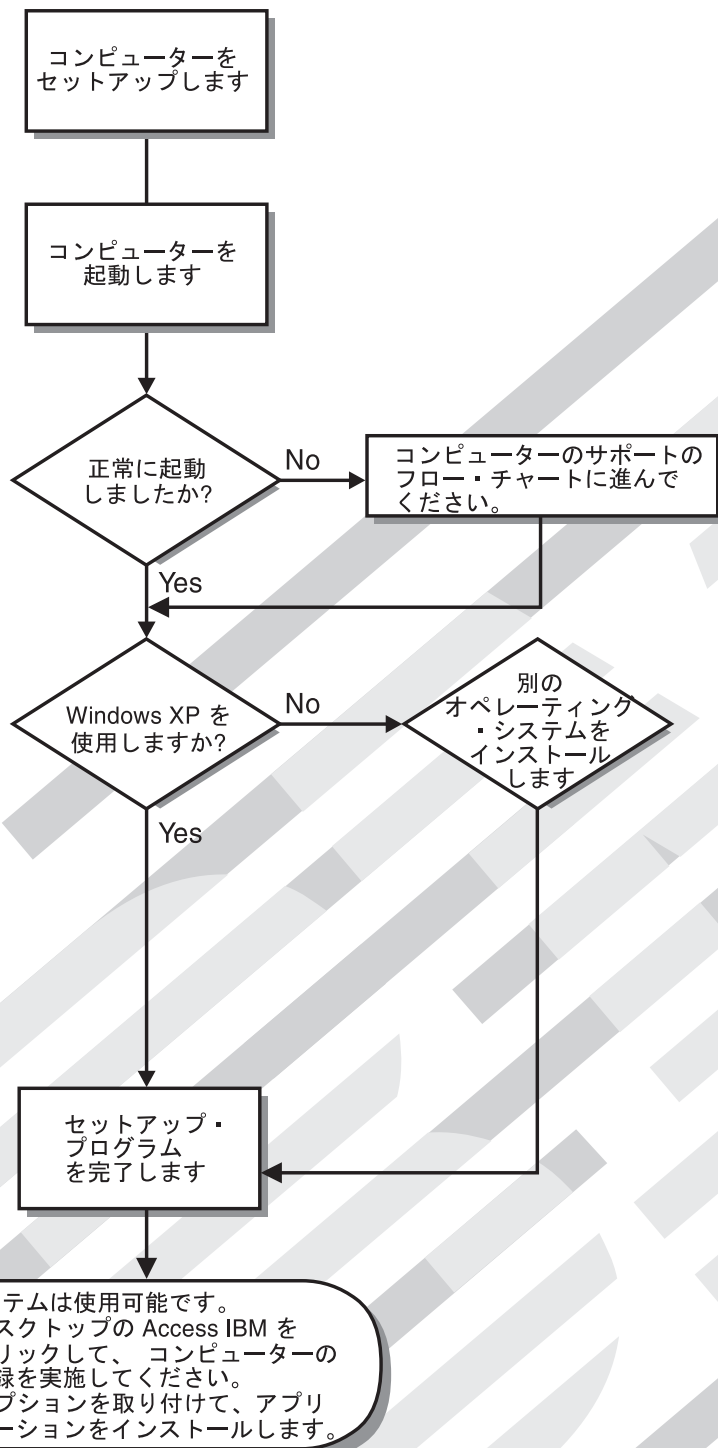 コンピューターを
セットアップします
コンピューターを
起動します
正常に起動
しましたか?
No
コンピューターのサポートの
フロー・チャートに進んで
ください。
Yes
Windows XP を
使用しますか?
No
別の
オペレーティング
・システムを
インストール
します
Yes
セットアップ・
プログラム
を完了します
テムは使用可能です。
スクトップの Access IBM を
リックして、 コンピューターの
録を実施してください。
プションを取り付けて、アプリ
ーションをインストールします。